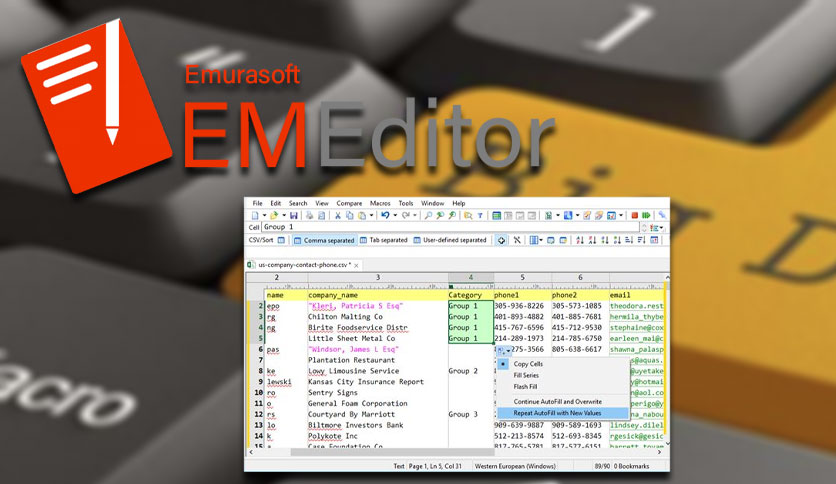 Emurasoft
EMEditor
File Edit Search View Compare Macros Tools Window Help
Cell Group 1
CSV/Sort Comma separated Tab separated User-defined separated
us-company-contact-phone.csv *
2 3 4 5 6
name company_name Category phone1 phone2 email
2 epo "Kleri, Patricia S Esq" Group 1 305-936-8226 305-573-1085 theodora.rest
3 rg Chilton Malting Co Group 1 401-893-4882 401-885-7681 hermila_thybe
4 ng Birite Foodservice Distr Group 1 415-767-6596 415-712-9530 stephaine@cox
5 Little Sheet Metal Co Group 1 214-289-1973 214-785-6750 earleen_mai@c
6 pas "Windsor, James L Esq" 275-3566 805-638-6617 shawna_palasp
7 Plantation Restaurant @aquas.
8 ke Lowy Limousine Service Group 2 @uyetake
9 lewski Kansas City Insurance Report y@hotmai
10 ro Sentry Signs en@aol.co
11 o General Foam Corporation perigo@y
12 rs Courtyard By Marriott Group 3
13 lo Biltmore Investors Bank 909-639-9887 909-589-1693 lindsey.dilel
14 k Polykote Inc 512-213-8574 512-693-8345 rgesick@gesic
15 a Case Foundation Co 817-765-5781 817-577-6151
Copy Cells
Fill Series
Flash Fill
Continue AutoFill and Overwrite
Repeat AutoFill with New Values
Text Page 1, Ln 5, Col 31 Western European (Windows) 89/90 0 Bookmarks
]
Bin D
acro